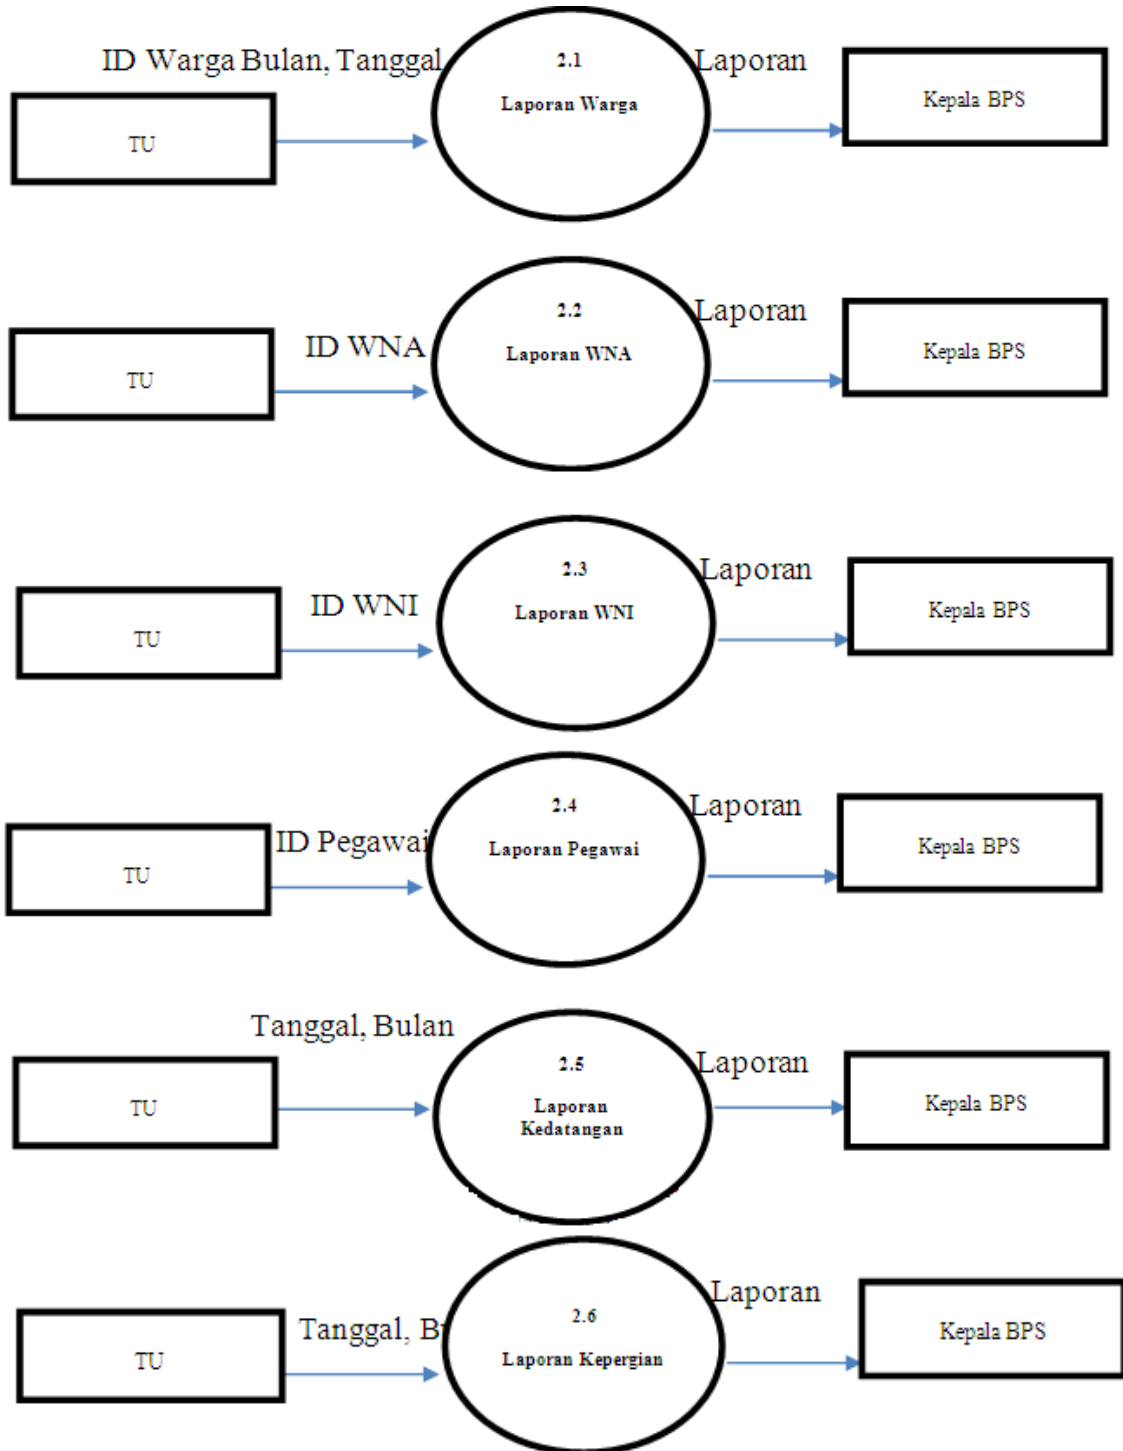 ID Warga Bulan, Tanggal
2.1
Laporan
Laporan Warga
Kepala BPS
TU
2.2
Laporan
ID WNA
Laporan WNA
Kepala BPS
TU
2.3
Laporan
ID WNI
Laporan WNI
Kepala BPS
TU
2.4
Laporan
ID Pegawai
Laporan Pegawai
Kepala BPS
TU
Tanggal, Bulan
2.5
Laporan
Laporan
Kedatangan
Kepala BPS
TU
2.6
Laporan
Tanggal,
Laporan Kepergian
Kepala BPS
TU